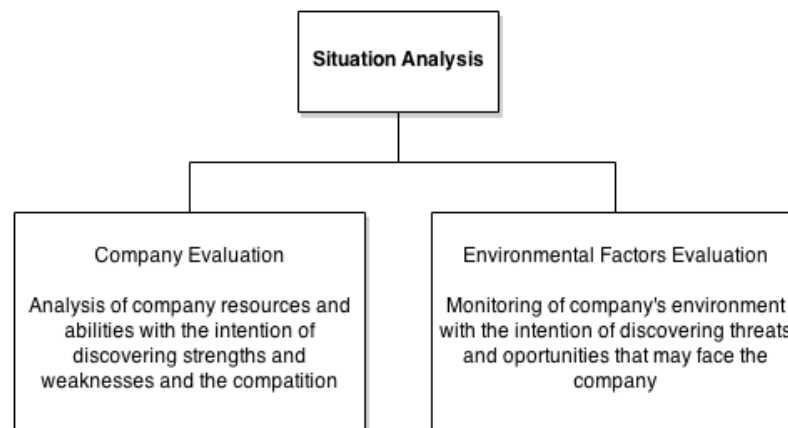 Situation Analysis
Company Evaluation
Analysis of company resources and
abilities with the intention of
discovering strengths and
weaknesses and the compatition
Environmental Factors Evaluation
Monitoring of company's environment
with the intention of discovering threats
and oportunities that may face the
company